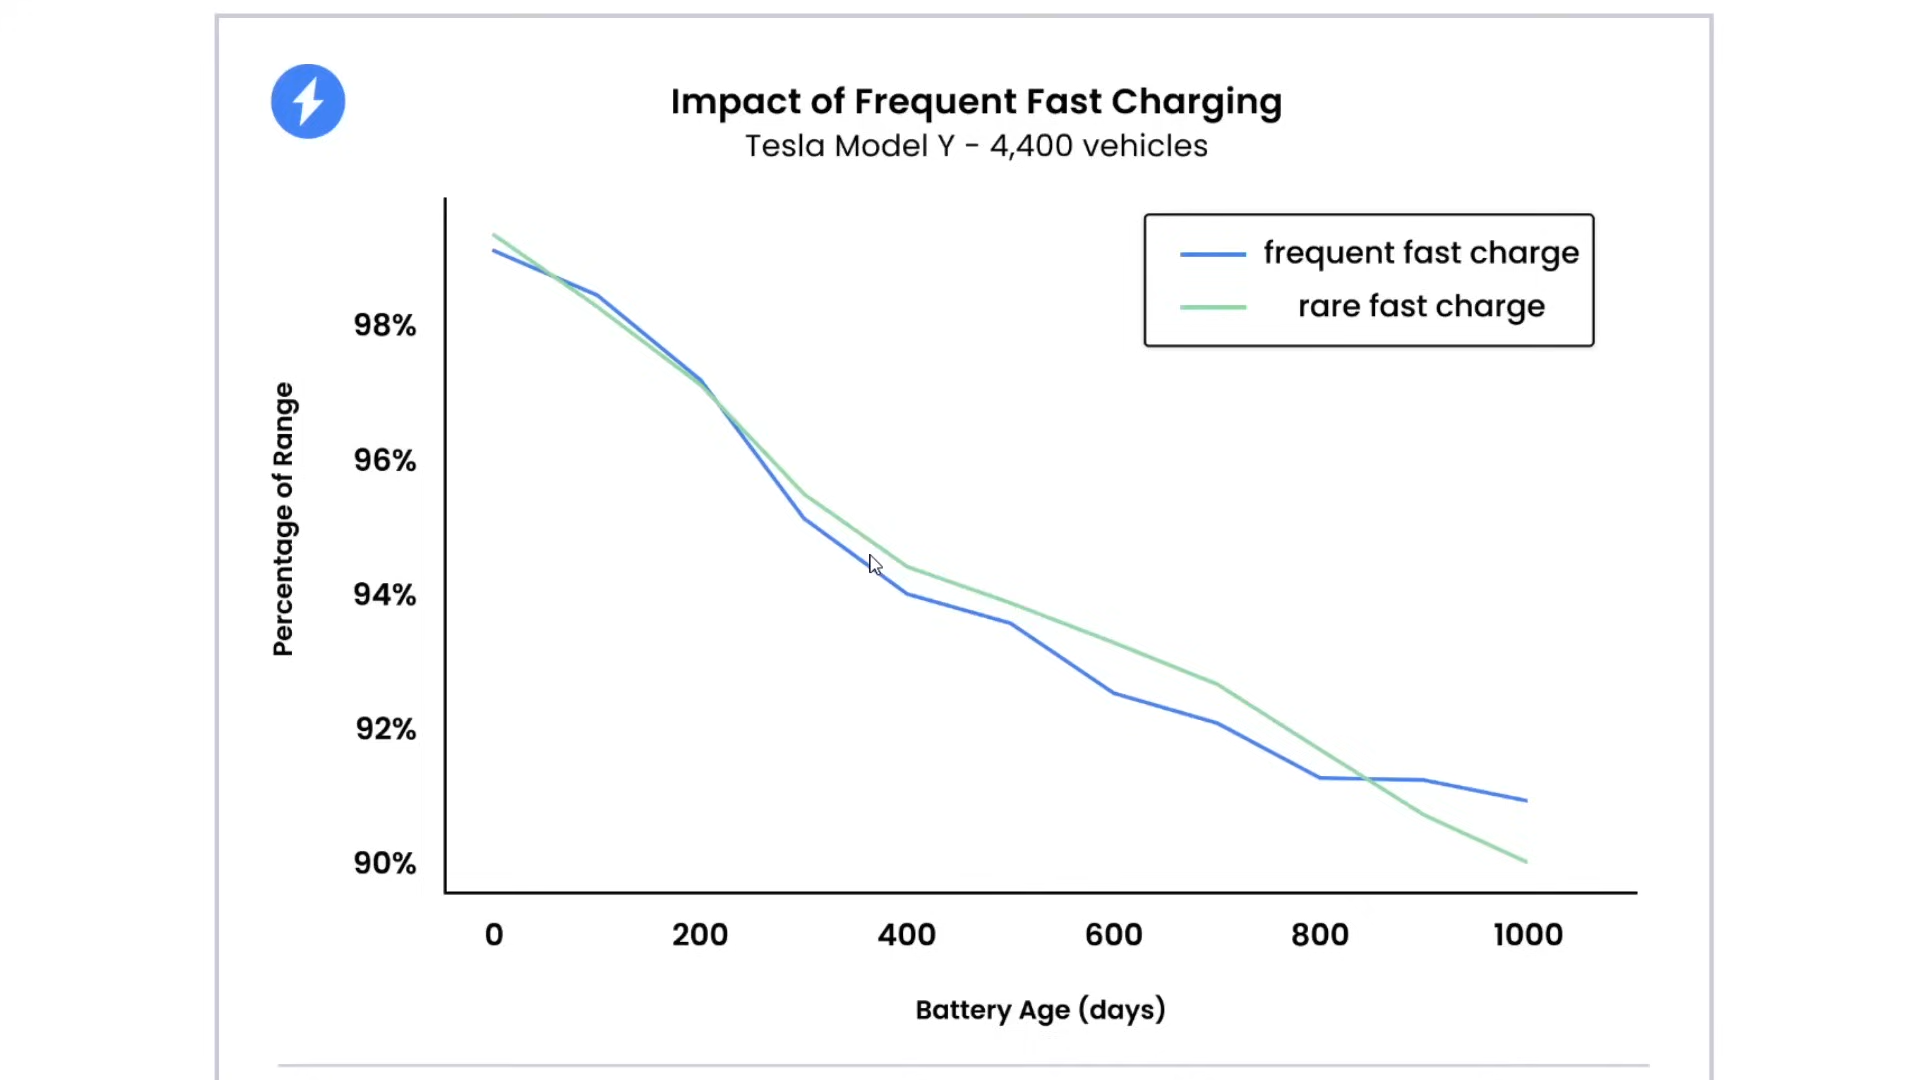 Impact of Frequent Fast Charging
Tesla Model Y - 4,400 vehicles
frequent fast charge
rare fast charge
Percentage of Range
98%
96%
94%
92%
90%
0 200 400 600 800 1000
Battery Age (days)